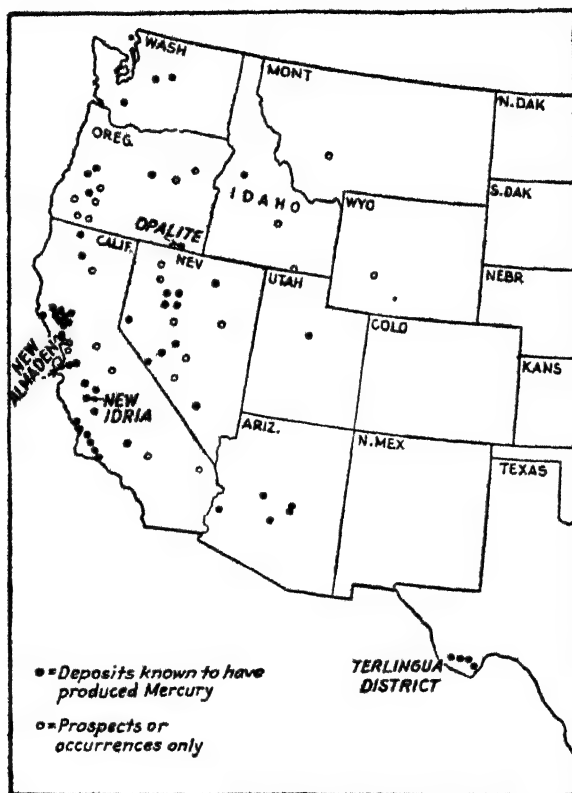 WASH
MONT
N.DAK
OREG.
IDAHO
S.DAK
WYO
OPALITE
CALIF.
NEV
NEBR
UTAH
COLO
NEW
ALMADEN
KANS
NEW
IDRIA
ARIZ.
N.MEX
TEXAS
●=Deposits known to have
produced Mercury
TERLINGUA
DISTRICT
○=Prospects or
occurrences only